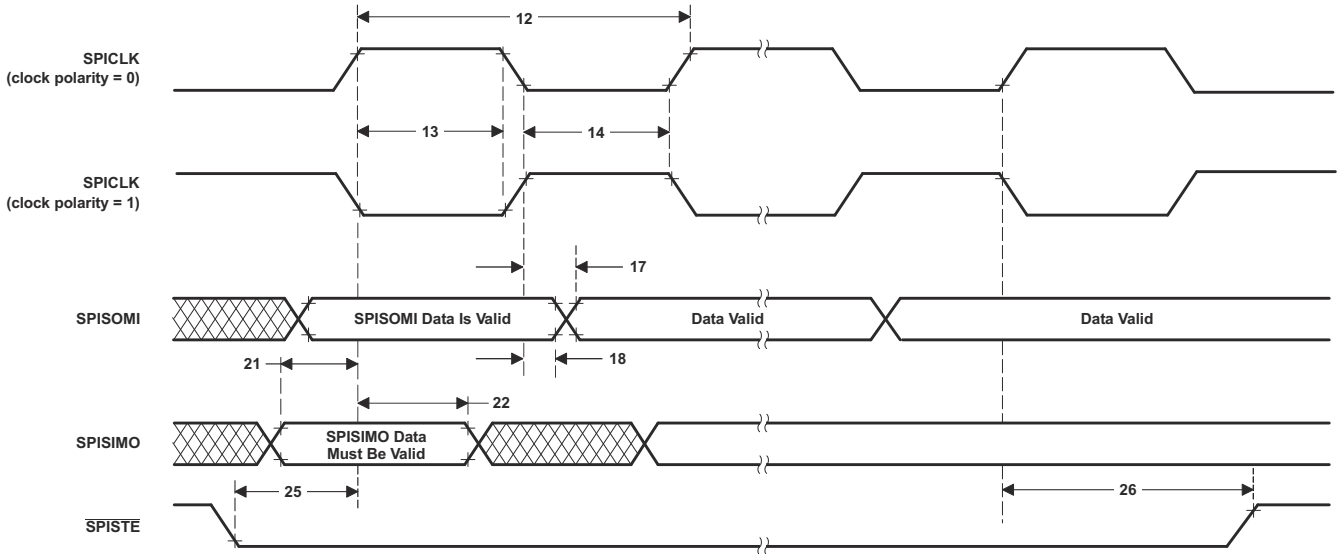 12
SPICLK
(clock polarity = 0)
13
14
SPICLK
(clock polarity = 1)
17
SPISOMI
SPISOMI Data Is Valid
Data Valid
Data Valid
21
18
22
SPISIMO
SPISIMO Data
Must Be Valid
25
26
SPISTE